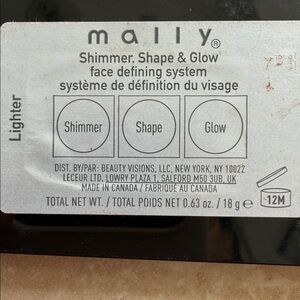 mally®
Shimmer, Shape & Glow
face defining system
système de définition du visage
Lighter
Shimmer
Shape
Glow
DIST. BY/PAR: BEAUTY VISIONS, LLC, NEW YORK, NY 10022
LECEUR LTD, LOWRY PLAZA 1, SALFORD M50 3UB, UK
MADE IN CANADA / FABRIQUÉ AU CANADA
TOTAL NET WT. / TOTAL POIDS NET 0.63 oz. / 18 g ℮
12M